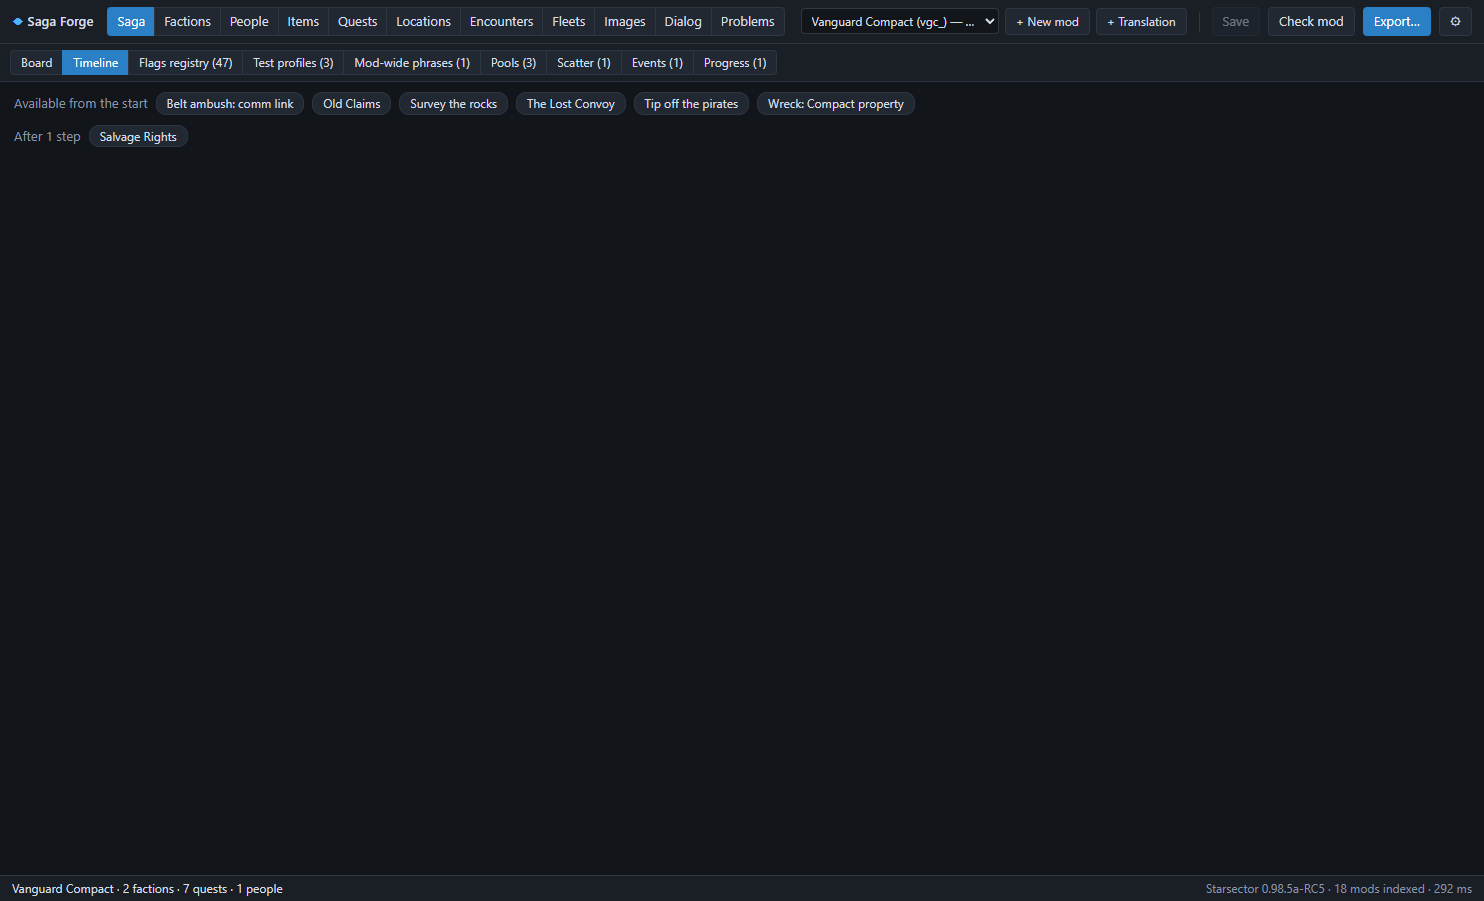 Saga Forge Saga Factions People Items Quests Locations Encounters Fleets Images Dialog Problems Vanguard Compact (vgc_) — ... + New mod + Translation Save Check mod Export...
Board Timeline Flags registry (47) Test profiles (3) Mod-wide phrases (1) Pools (3) Scatter (1) Events (1) Progress (1)
Available from the start Belt ambush: comm link Old Claims Survey the rocks The Lost Convoy Tip off the pirates Wreck: Compact property
After 1 step Salvage Rights
Vanguard Compact · 2 factions · 7 quests · 1 people Starsector 0.98.5a-RC5 · 18 mods indexed · 292 ms